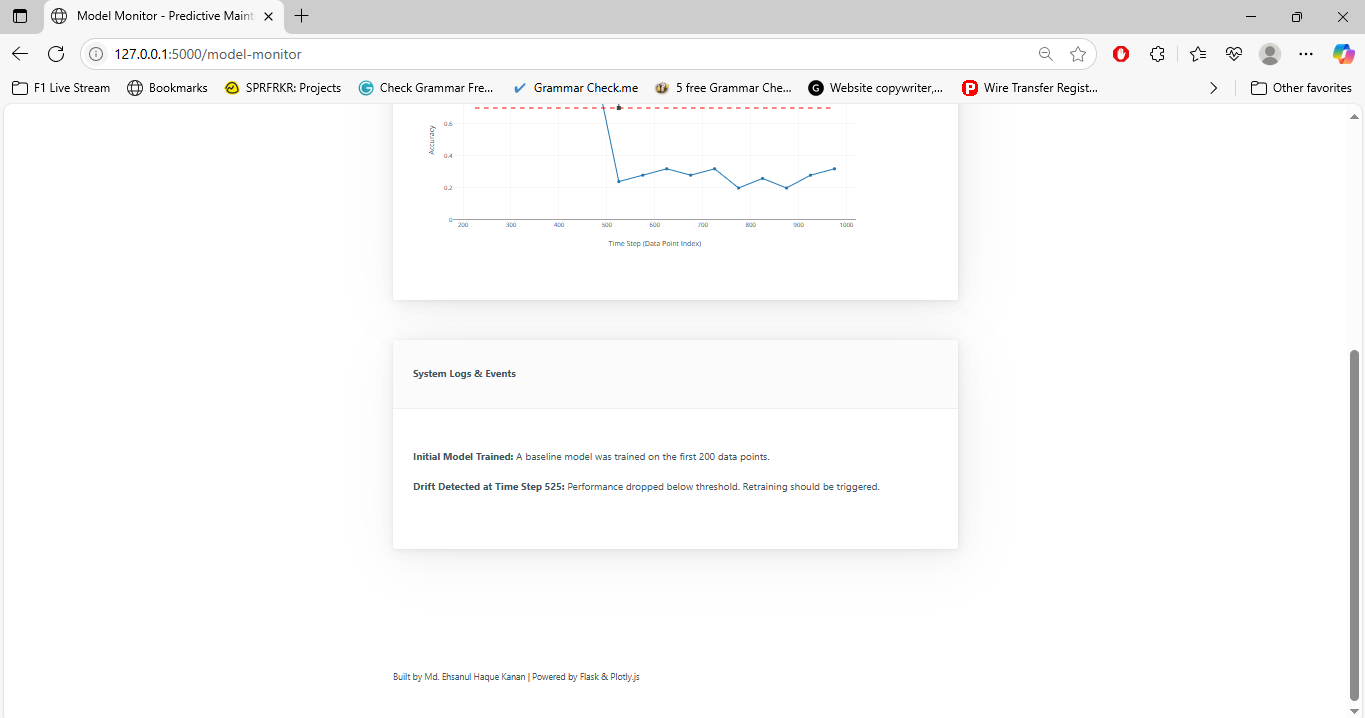 Model Monitor - Predictive Maint
127.0.0.1:5000/model-monitor
F1 Live Stream
Bookmarks
SPRFRKR: Projects
Check Grammar Fre...
Grammar Check.me
5 free Grammar Che...
Website copywriter,...
Wire Transfer Regist...
Other favorites
0.6
0.4
0.2
0
Accuracy
200 300 400 500 600 700 800 900 1000
Time Step (Data Point Index)
System Logs & Events
Initial Model Trained: A baseline model was trained on the first 200 data points.
Drift Detected at Time Step 525: Performance dropped below threshold. Retraining should be triggered.
Built by Md. Ehsanul Haque Kanan | Powered by Flask & Plotly.js